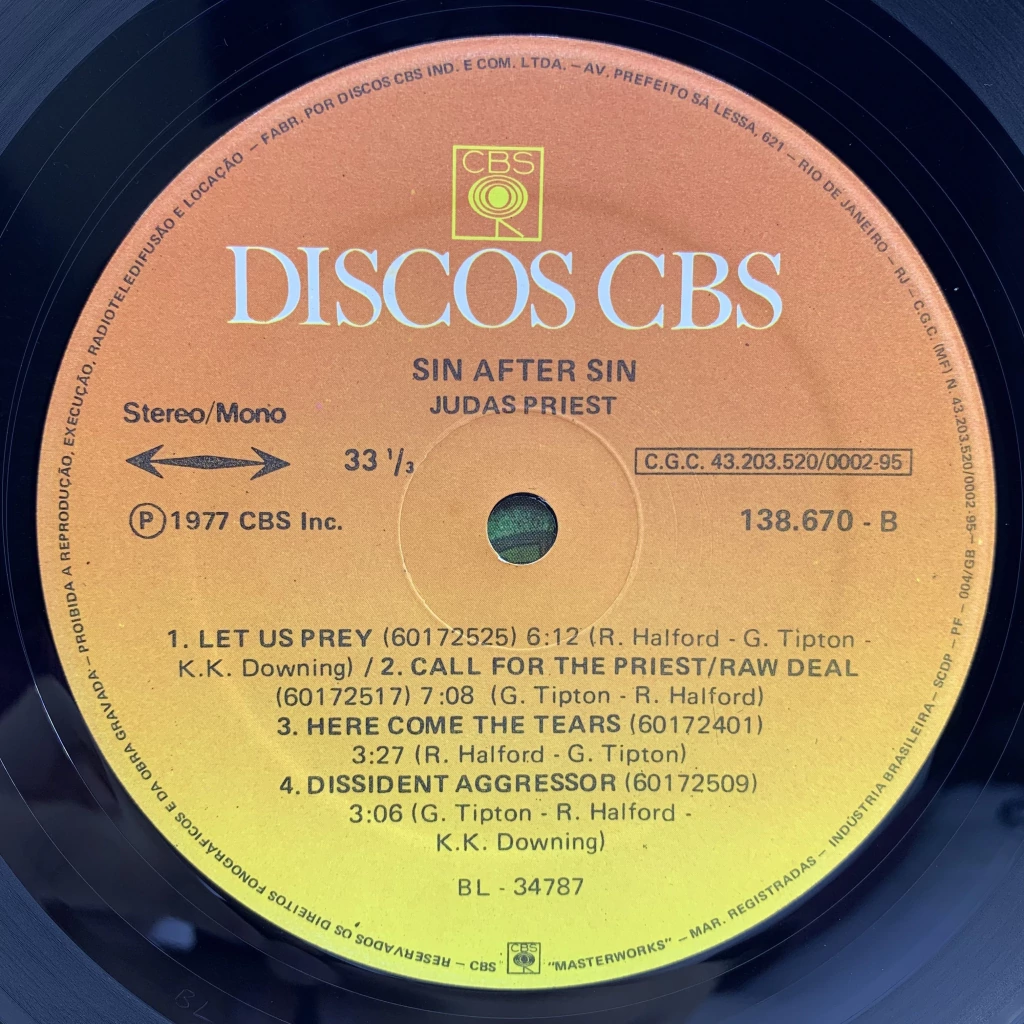 CBS
DISCOS CBS
SIN AFTER SIN
JUDAS PRIEST
Stereo/Mono
33 1/3
C.G.C. 43.203.520/0002-95
Ⓟ 1977 CBS Inc.
138.670 - B
1. LET US PREY (60172525) 6:12 (R. Halford - G. Tipton -
K.K. Downing) / 2. CALL FOR THE PRIEST/RAW DEAL
(60172517) 7:08 (G. Tipton - R. Halford)
3. HERE COME THE TEARS (60172401)
3:27 (R. Halford - G. Tipton)
4. DISSIDENT AGGRESSOR (60172509)
3:06 (G. Tipton - R. Halford -
K.K. Downing)
BL - 34787
RESERVADOS OS DIREITOS FONOGRÁFICOS E DA OBRA GRAVADA - PROIBIDA A REPRODUÇÃO, EXECUÇÃO, RADIOTELEDIFUSÃO E LOCAÇÃO - FABR. POR DISCOS CBS IND. E COM. LTDA. - AV. PREFEITO SÁ LESSA, 621 - RIO DE JANEIRO - RJ - C.G.C. (MF) N. 43.203.520/0002-95 - PF - 004/GB - SCDP - INDÚSTRIA BRASILEIRA - MAR. REGISTRADAS - "MASTERWORKS" CBS - CBS
BL